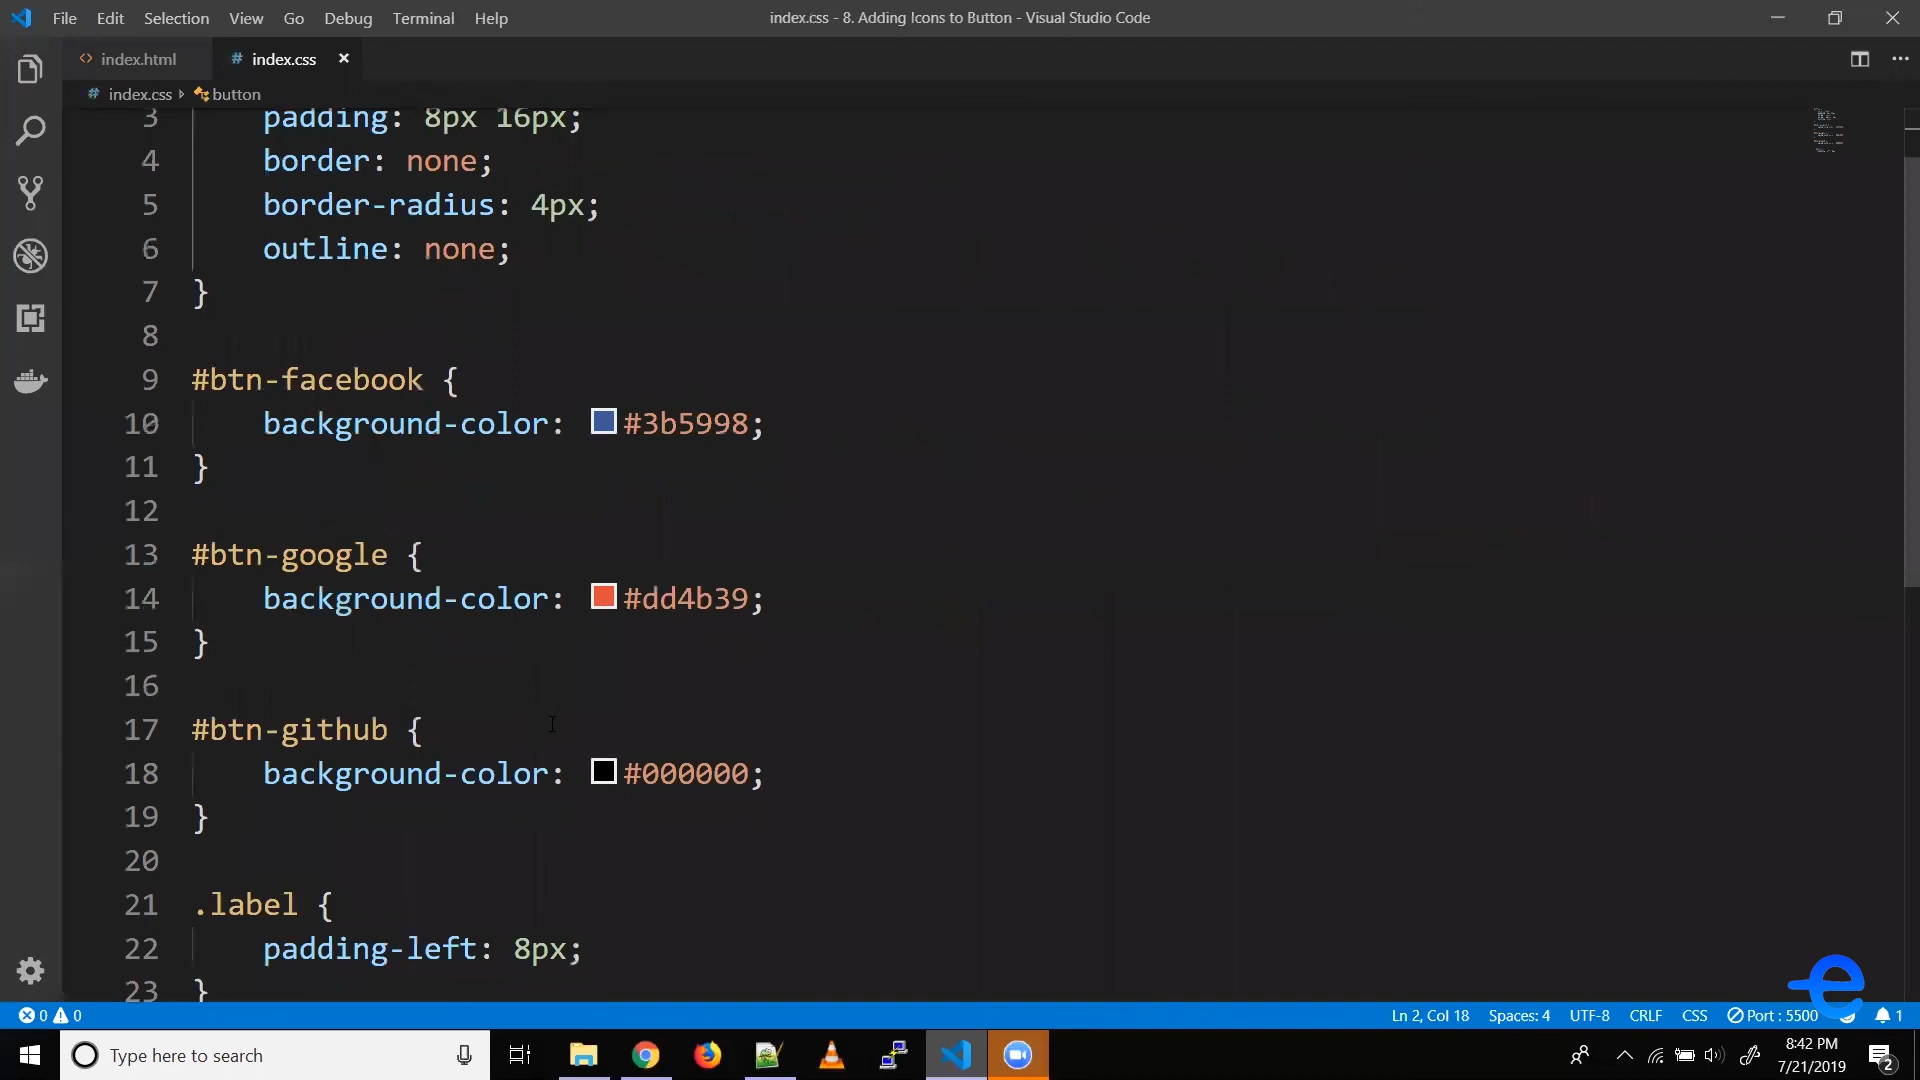 File Edit Selection View Go Debug Terminal Help
index.css - 8. Adding Icons to Button - Visual Studio Code
index.html # index.css
# index.css button
3 padding: 8px 16px;
4 border: none;
5 border-radius: 4px;
6 outline: none;
7 }
8
9 #btn-facebook {
10 background-color: #3b5998;
11 }
12
13 #btn-google {
14 background-color: #dd4b39;
15 }
16
17 #btn-github {
18 background-color: #000000;
19 }
20
21 .label {
22 padding-left: 8px;
23 }
0 0 Ln 2, Col 18 Spaces: 4 UTF-8 CRLF CSS Port : 5500 1
Type here to search
8:42 PM
7/21/2019
2